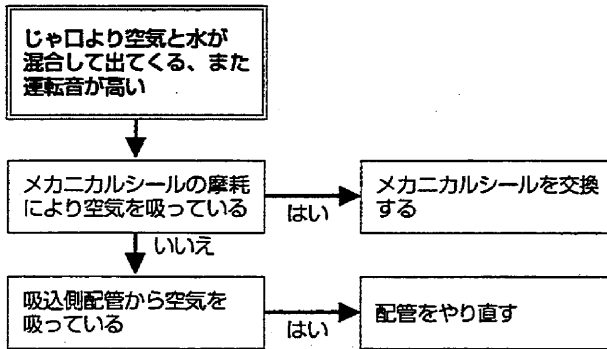 じゃ口より空気と水が
混合して出てくる、また
運転音が高い
メカニカルシールの摩耗
により空気を吸っている
はい
メカニカルシールを交換
する
いいえ
吸込側配管から空気を
吸っている
はい
配管をやり直す